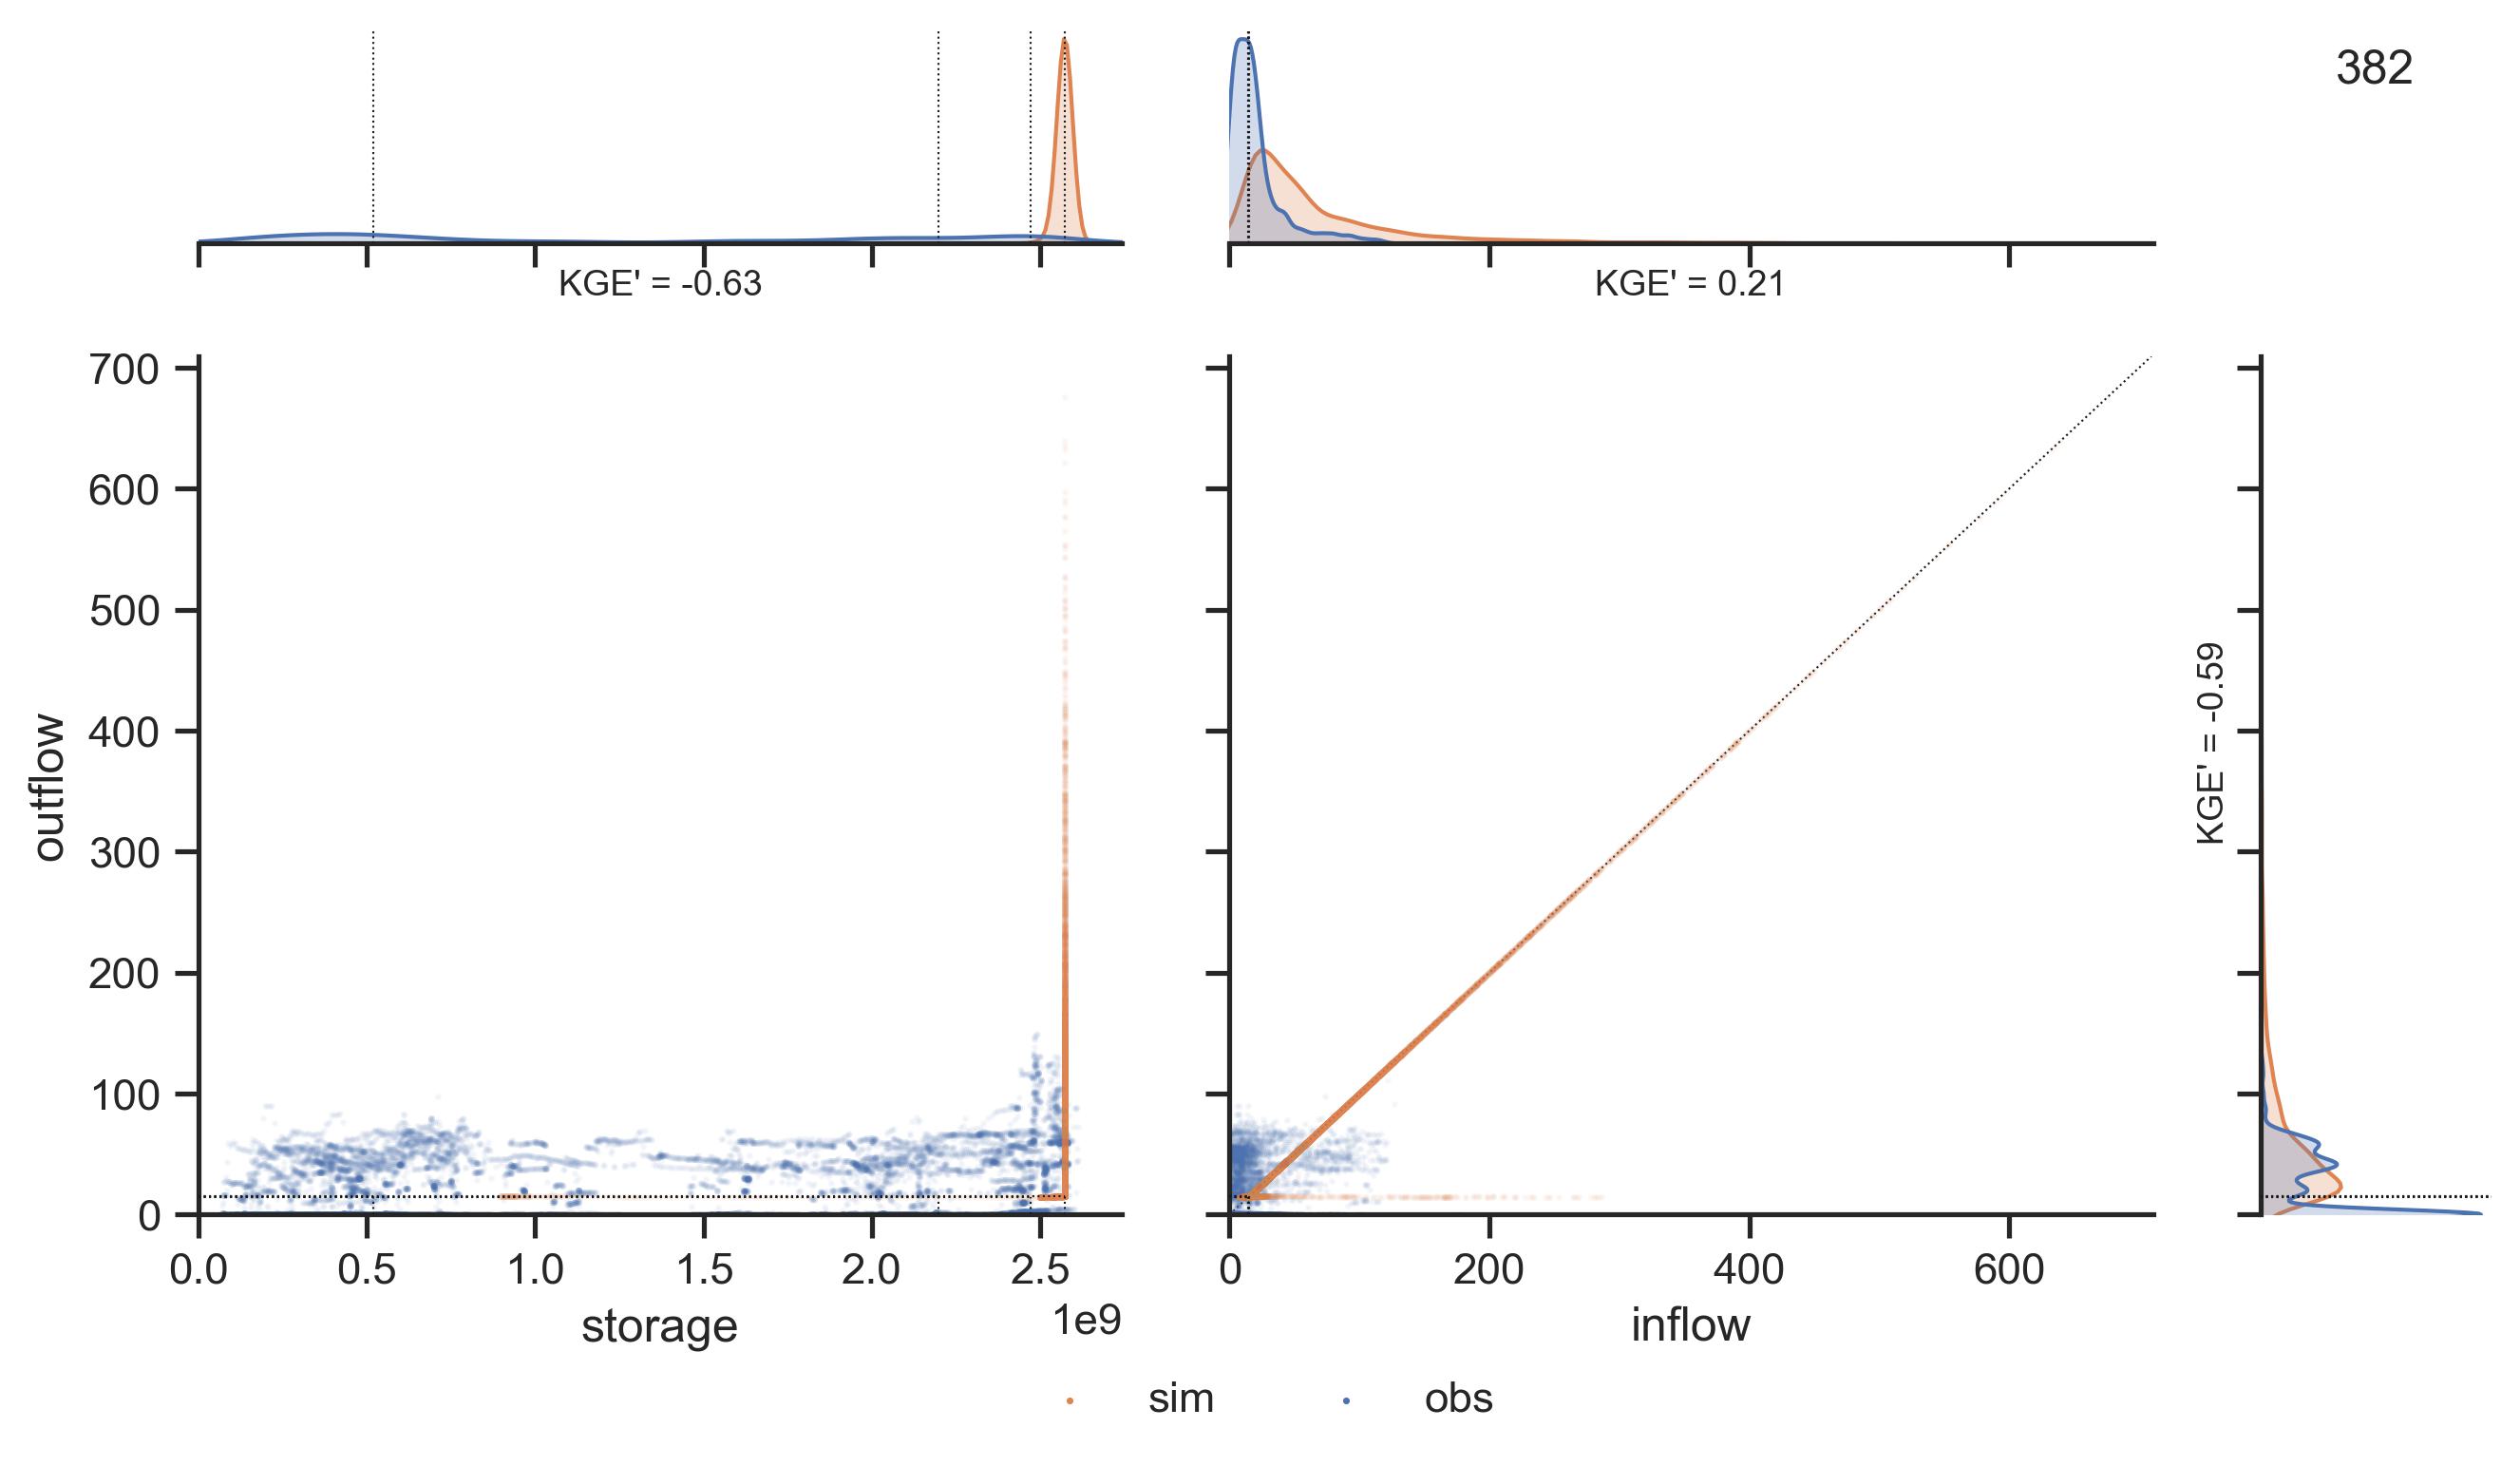 382
KGE' = -0.63
KGE' = 0.21
700
600
500
400
300
200
100
0
outflow
KGE' = -0.59
0.0 0.5 1.0 1.5 2.0 2.5
1e9
storage
0 200 400 600
inflow
sim obs